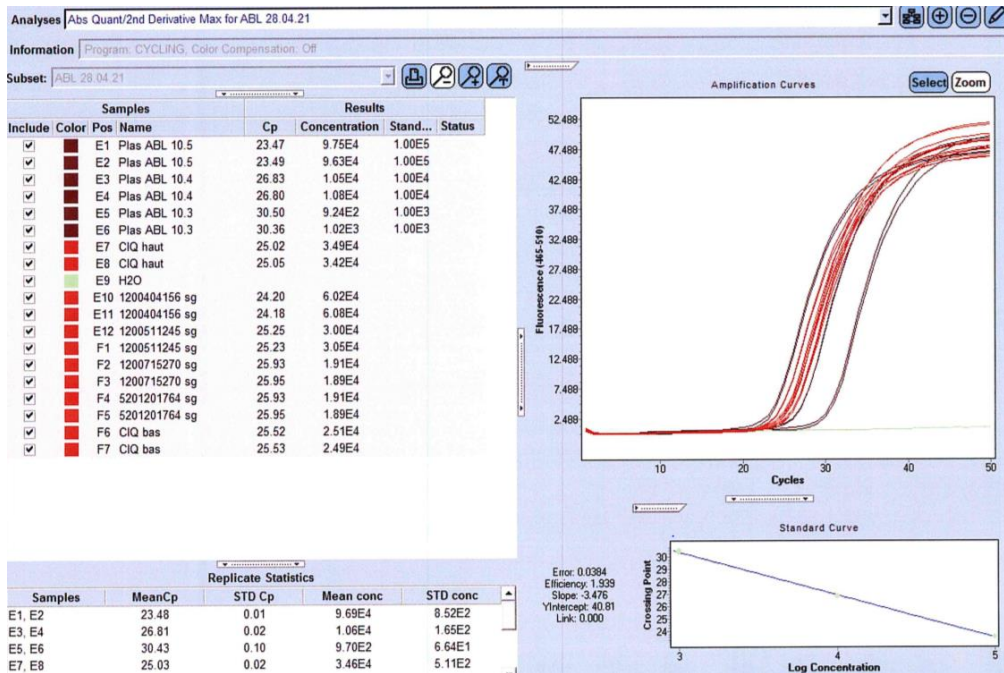 Analyses Abs Quant/2nd Derivative Max for ABL 28.04.21
Information Program: CYCLING, Color Compensation: Off
Subset: ABL 28.04.21
Samples Results
Include Color Pos Name Cp Concentration Stand... Status
E1 Plas ABL 10.5 23.47 9.75E4 1.00E5
E2 Plas ABL 10.5 23.49 9.63E4 1.00E5
E3 Plas ABL 10.4 26.83 1.05E4 1.00E4
E4 Plas ABL 10.4 26.80 1.08E4 1.00E4
E5 Plas ABL 10.3 30.50 9.24E2 1.00E3
E6 Plas ABL 10.3 30.36 1.02E3 1.00E3
E7 CIQ haut 25.02 3.49E4
E8 CIQ haut 25.05 3.42E4
E9 H2O
E10 1200404156 sg 24.20 6.02E4
E11 1200404156 sg 24.18 6.08E4
E12 1200511245 sg 25.25 3.00E4
F1 1200511245 sg 25.23 3.05E4
F2 1200715270 sg 25.93 1.91E4
F3 1200715270 sg 25.95 1.89E4
F4 5201201764 sg 25.93 1.91E4
F5 5201201764 sg 25.95 1.89E4
F6 CIQ bas 25.52 2.51E4
F7 CIQ bas 25.53 2.49E4
Replicate Statistics
Samples MeanCp STD Cp Mean conc STD conc
E1, E2 23.48 0.01 9.69E4 8.52E2
E3, E4 26.81 0.02 1.06E4 1.65E2
E5, E6 30.43 0.10 9.70E2 6.64E1
E7, E8 25.03 0.02 3.46E4 5.11E2
Amplification Curves
Select Zoom
Fluorescence (465-510)
52.480
47.480
42.480
37.480
32.480
27.480
22.480
17.480
12.480
7.480
2.480
10 20 30 40 50
Cycles
Standard Curve
Error: 0.0384
Efficiency: 1.939
Slope: -3.476
YIntercept: 40.81
Link: 0.000
Crossing Point
30
29
28
27
26
25
24
3 4 5
Log Concentration